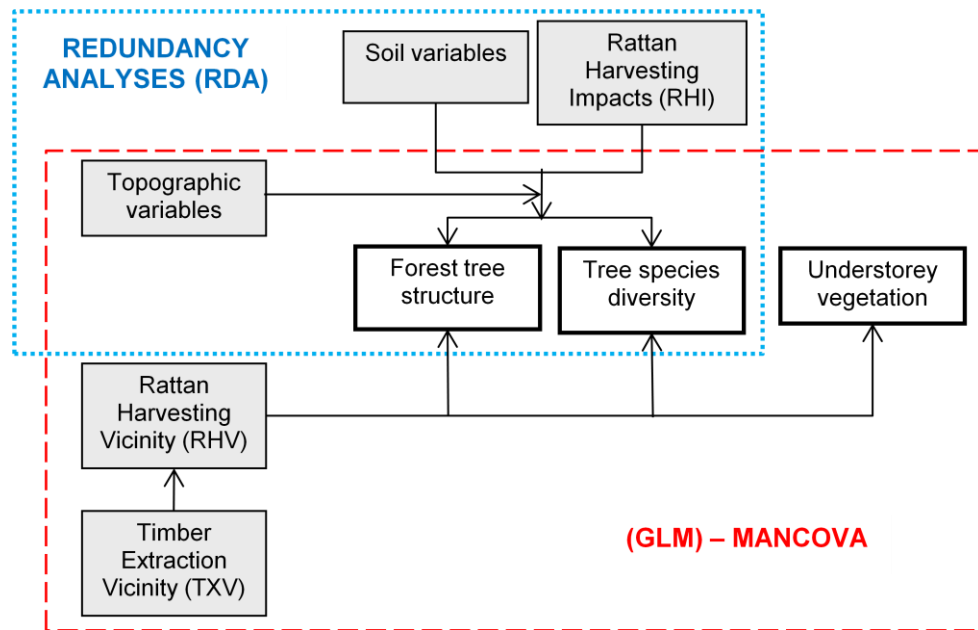 REDUNDANCY
ANALYSES (RDA)
Soil variables
Rattan
Harvesting
Impacts (RHI)
Topographic
variables
Forest tree
structure
Tree species
diversity
Understorey
vegetation
Rattan
Harvesting
Vicinity (RHV)
Timber
Extraction
Vicinity (TXV)
(GLM) – MANCOVA